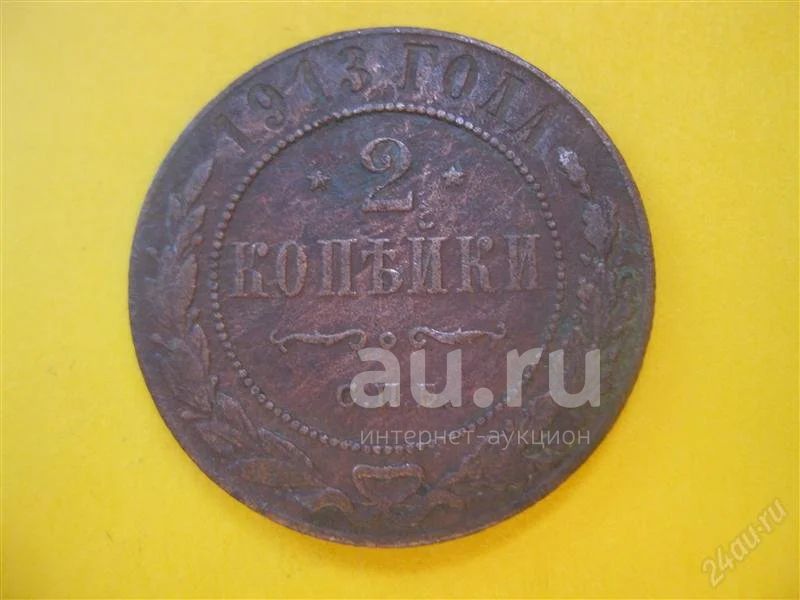 1913 ГОДА
2
КОПѢЙКИ
au.ru
интернет-аукцион
24au.ru